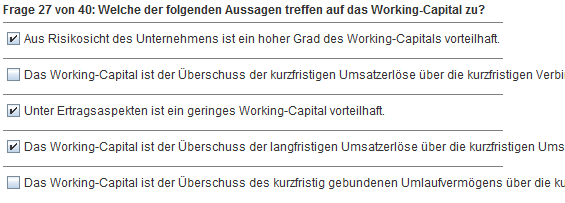 Frage 27 von 40: Welche der folgenden Aussagen treffen auf das Working-Capital zu?
Aus Risikosicht des Unternehmens ist ein hoher Grad des Working-Capitals vorteilhaft.
Das Working-Capital ist der Überschuss der kurzfristigen Umsatzerlöse über die kurzfristigen Verbi
Unter Ertragsaspekten ist ein geringes Working-Capital vorteilhaft.
Das Working-Capital ist der Überschuss der langfristigen Umsatzerlöse über die kurzfristigen Ums
Das Working-Capital ist der Überschuss des kurzfristig gebundenen Umlaufvermögens über die ku